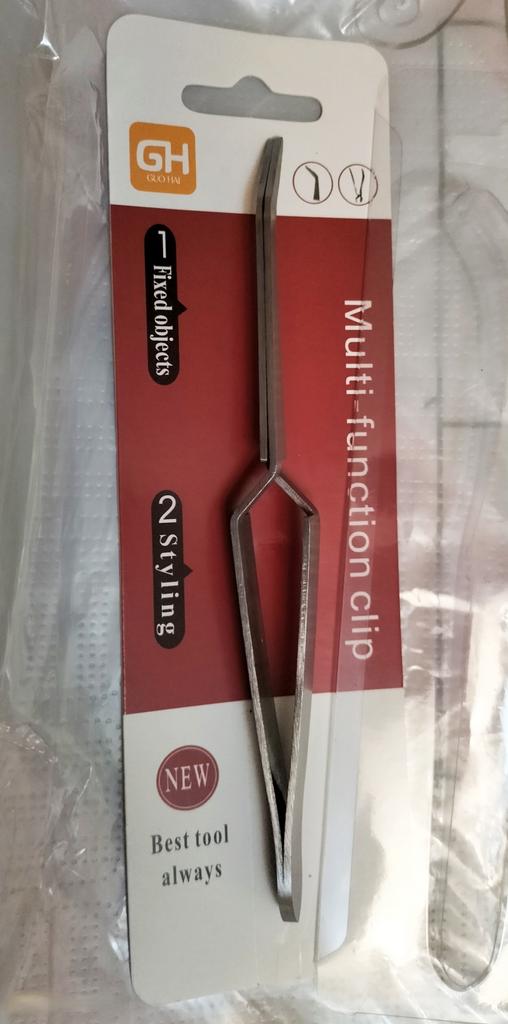 GH
GUO HAI
Multi-function clip
1 Fixed objects
2 Styling
NEW
Best tool
always